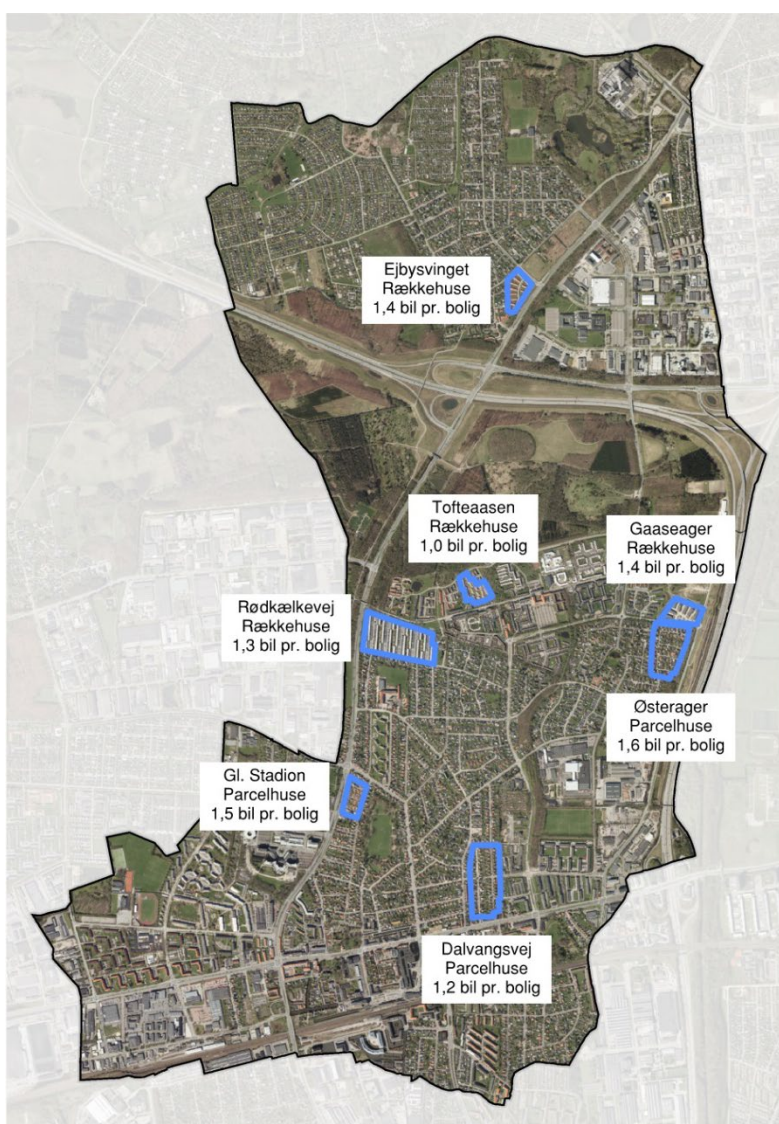 Ejbysvinget
Rækkehuse
1,4 bil pr. bolig
Tofteaasen
Rækkehuse
1,0 bil pr. bolig
Gaaseager
Rækkehuse
1,4 bil pr. bolig
Rødkælkevej
Rækkehuse
1,3 bil pr. bolig
Østerager
Parcelhuse
1,6 bil pr. bolig
Gl. Stadion
Parcelhuse
1,5 bil pr. bolig
Dalvangsvej
Parcelhuse
1,2 bil pr. bolig